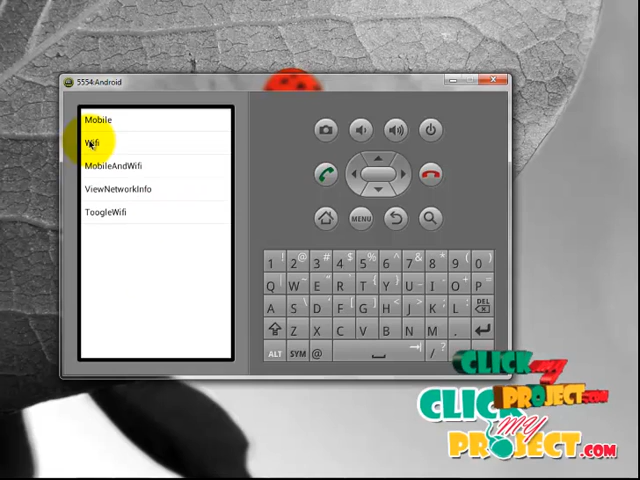 5554:Android
Mobile
Wifi
MobileAndWifi
ViewNetworkInfo
ToogleWifi
MENU
1 ! 2 @ 3 # 4 $ 5 % 6 ^ 7 & 8 * 9 ( 0 )
Q W ~ E " R ` T { Y } U _ I - O + P =
A S \ D ' F [ G ] H < J > K ; L : DEL
Z X C V B N M .
ALT SYM @ / ?
CLICK my PROJECT.COM
CLICK MY PROJECT.COM